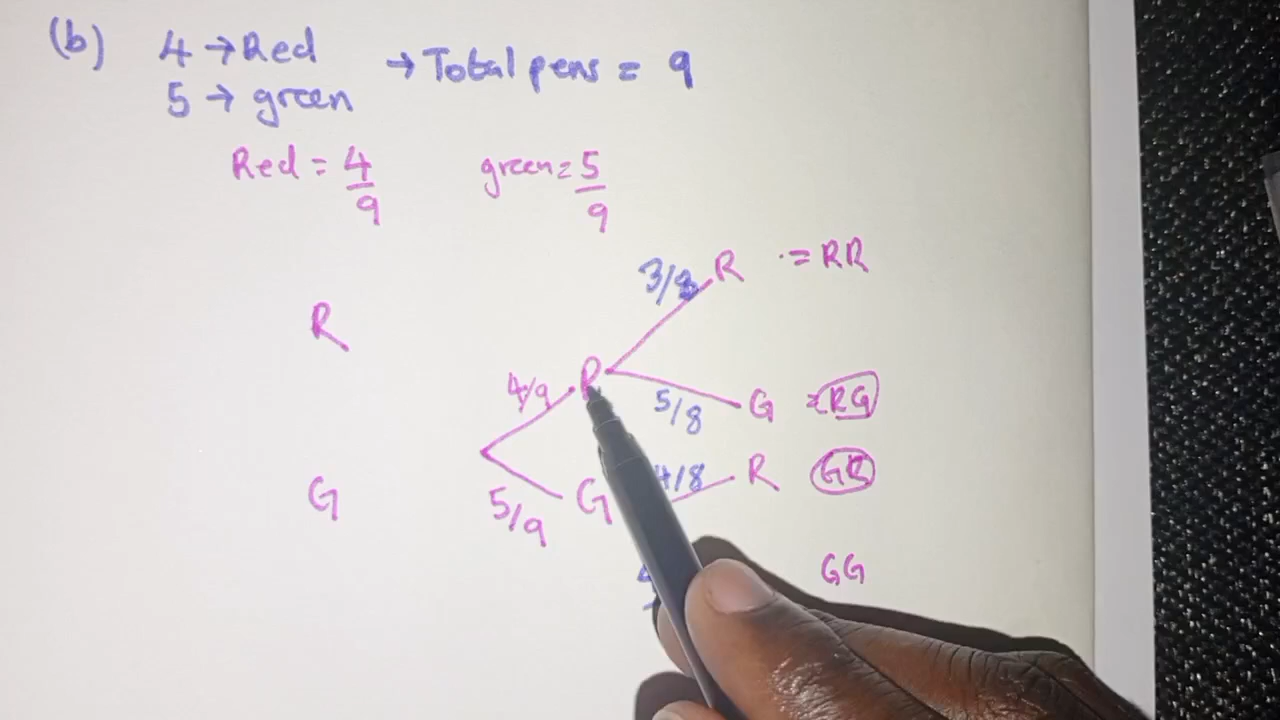 (b) 4 → Red → Total pens = 9
5 → green
Red = 4/9 green = 5/9
3/8 R = RR
R
4/9 R
5/8 G = RG
4/8 R GR
G 5/9 G
GG